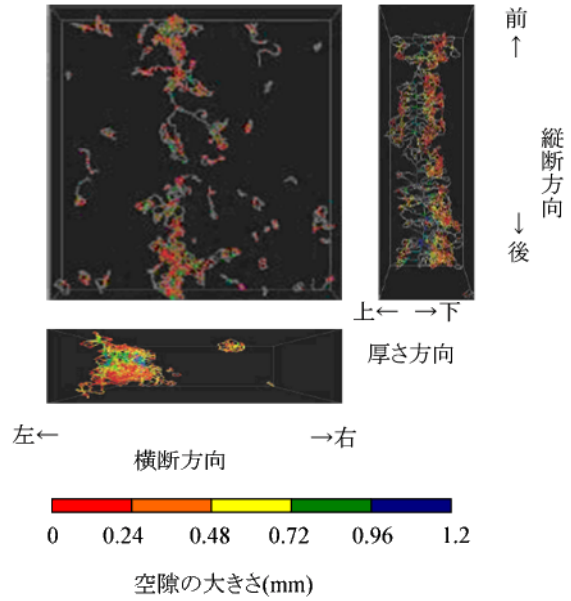 前
↑
縦断方向
↓
後
上← →下
厚さ方向
左← →右
横断方向
0 0.24 0.48 0.72 0.96 1.2
空隙の大きさ(mm)